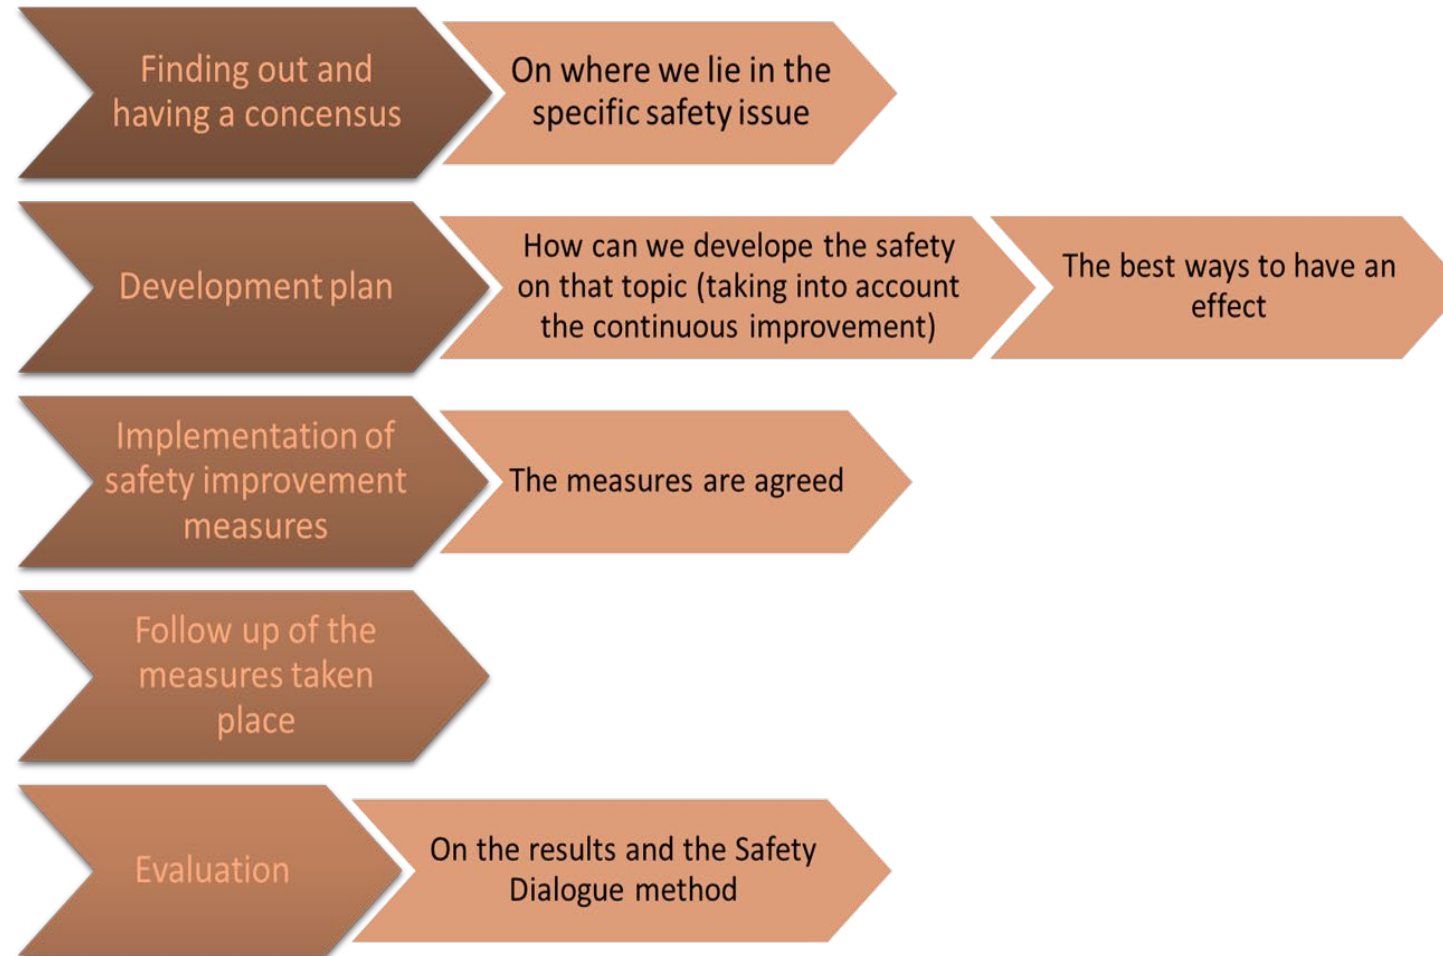 Finding out and
having a concensus
On where we lie in the
specific safety issue
Development plan
How can we develope the safety
on that topic (taking into account
the continuous improvement)
The best ways to have an
effect
Implementation of
safety improvement
measures
The measures are agreed
Follow up of the
measures taken
place
Evaluation
On the results and the Safety
Dialogue method